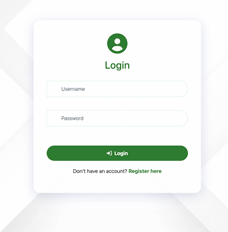 Login
Username
Password
Login
Don't have an account? Register here